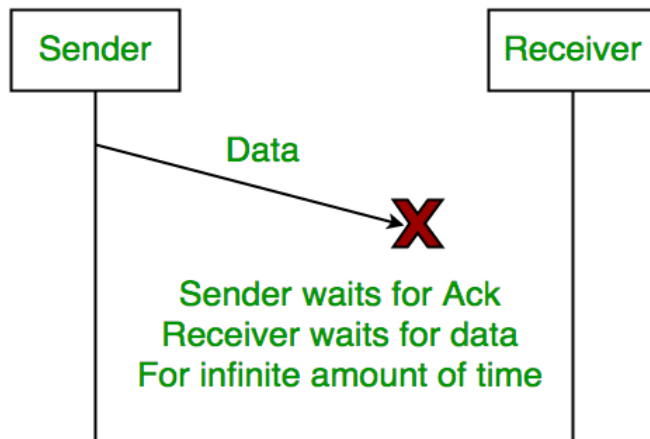 Sender
Receiver
Data
X
Sender waits for Ack
Receiver waits for data
For infinite amount of time